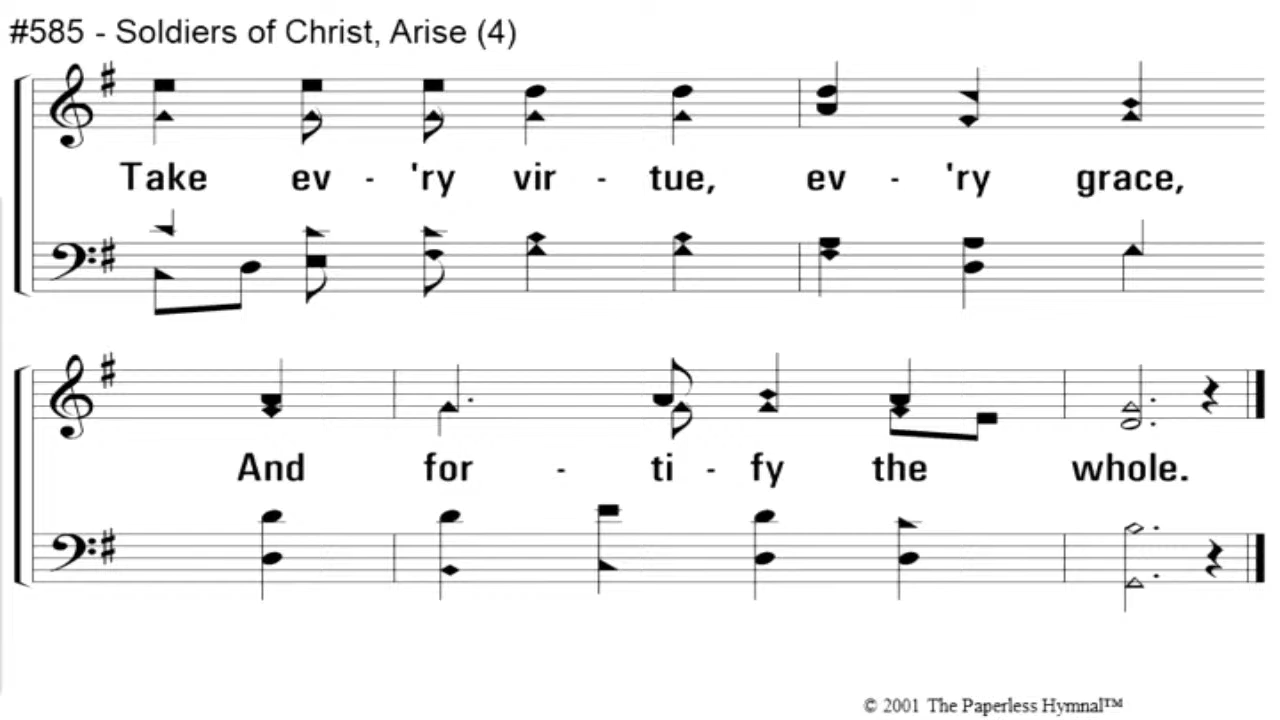 #585 - Soldiers of Christ, Arise (4)
Take ev - 'ry vir - tue, ev - 'ry grace,
And for - ti - fy the whole.
© 2001 The Paperless Hymnal™